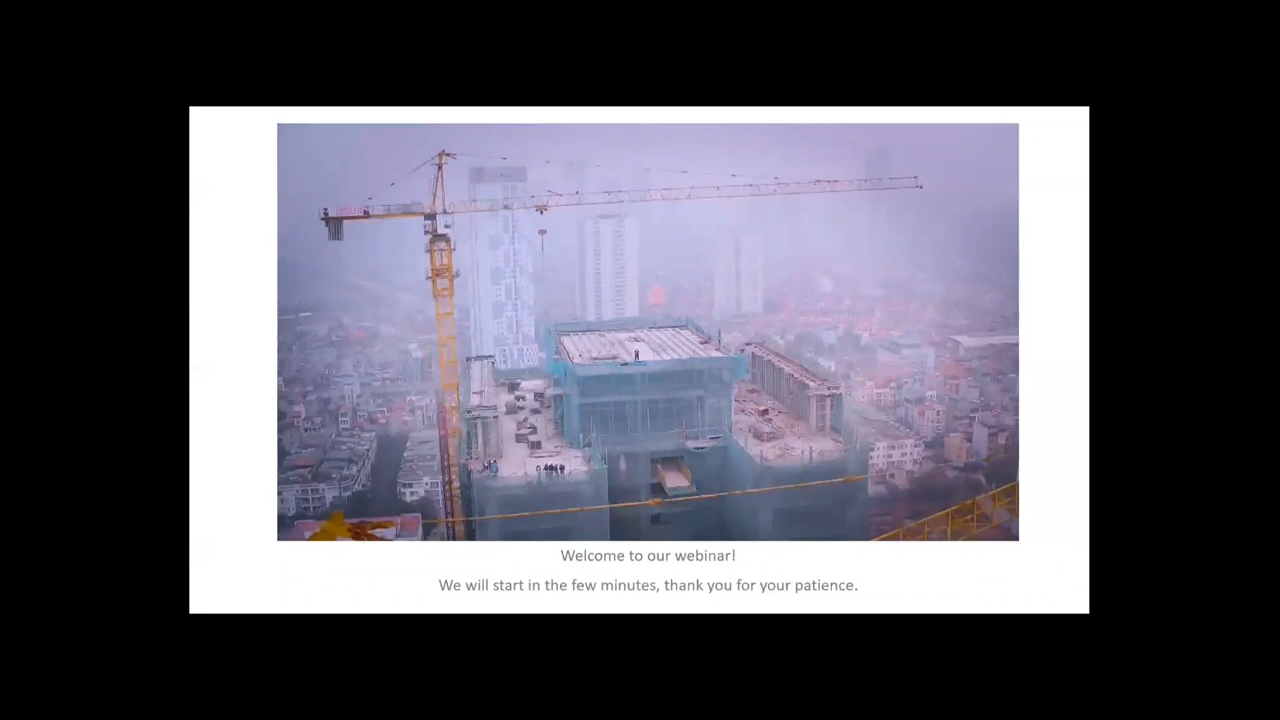 Welcome to our webinar!
We will start in the few minutes, thank you for your patience.